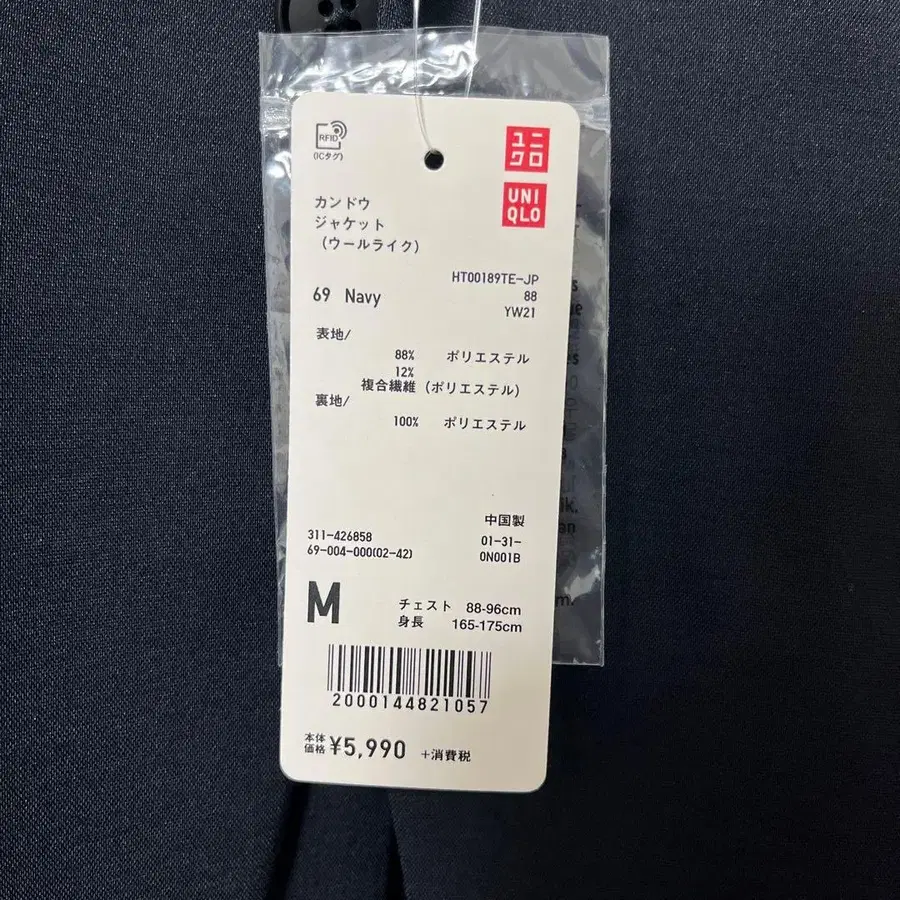 RFID
(ICタグ)
ユニ
クロ
UNI
QLO
カンドウ
ジャケット
(ウールライク)
HT00189TE-JP
69 Navy
88
YW21
表地/
88% ポリエステル
12%
複合繊維(ポリエステル)
裏地/
100% ポリエステル
中国製
311-426858
01-31-
69-004-000(02-42)
0N001B
M
チェスト 88-96cm
身長 165-175cm
2000144821057
本体
価格 ¥5,990 +消費税